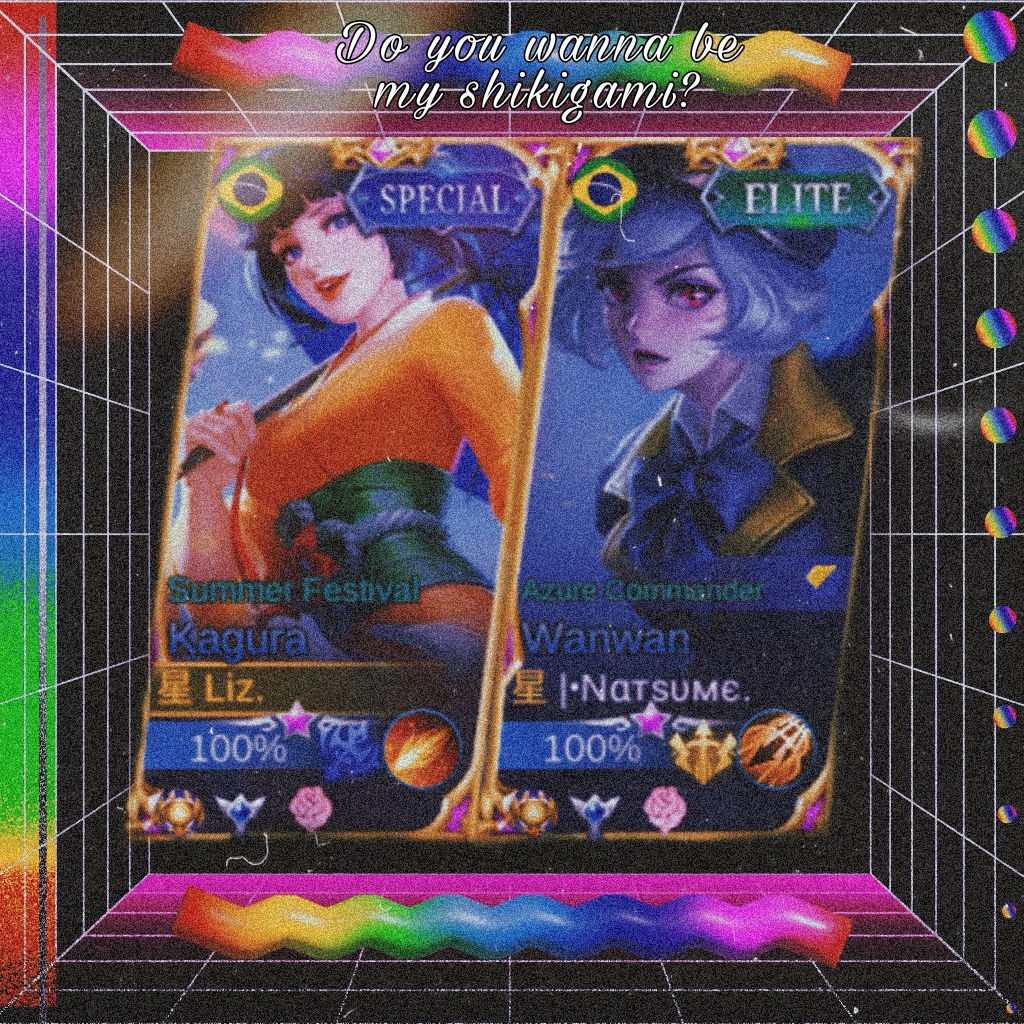 Do you wanna be
my shikigami?
SPECIAL
Summer Festival
Kagura
星 Liz.
100%
ELITE
Azure Commander
Wanwan
星 |•NατsυмЄ.
100%